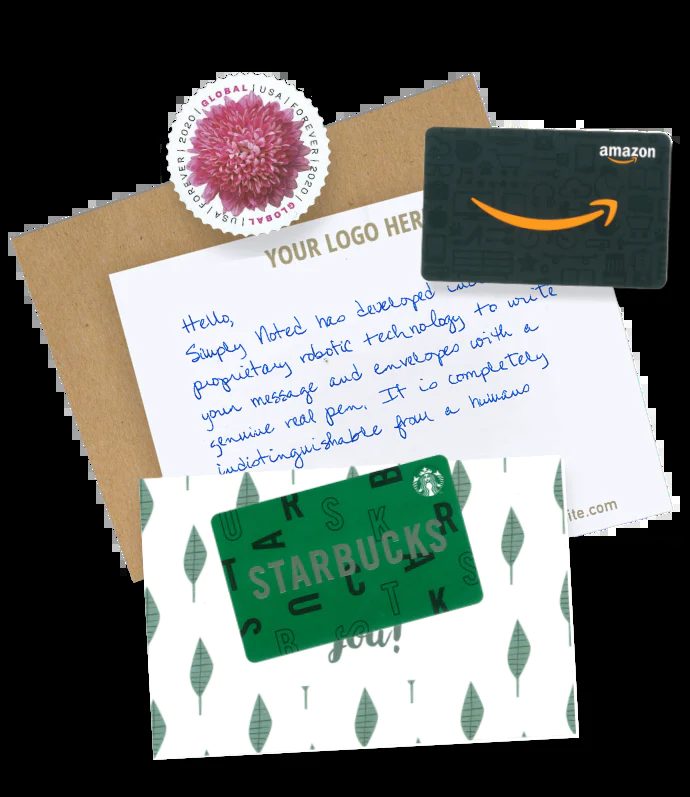 GLOBAL | USA | FOREVER | 2020 | GLOBAL | USA | FOREVER | 2020 |
amazon
YOUR LOGO HER
Hello,
Simply Noted has developed
proprietary robotic technology to write
your message and envelopes with a
genuine real pen. It is completely
indistinguishable from a humans
ite.com
STARBUCKS
STARBUCKS
you!